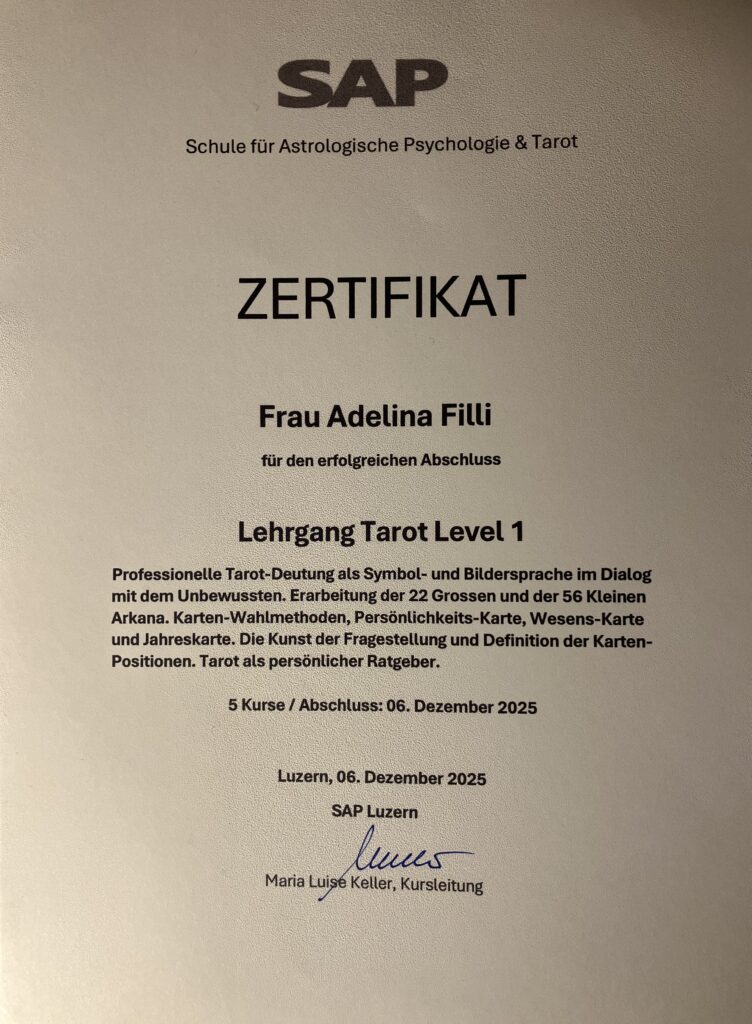 SAP
Schule für Astrologische Psychologie & Tarot
ZERTIFIKAT
Frau Adelina Filli
für den erfolgreichen Abschluss
Lehrgang Tarot Level 1
Professionelle Tarot-Deutung als Symbol- und Bildersprache im Dialog
mit dem Unbewussten. Erarbeitung der 22 Grossen und der 56 Kleinen
Arkana. Karten-Wahlmethoden, Persönlichkeits-Karte, Wesens-Karte
und Jahreskarte. Die Kunst der Fragestellung und Definition der Karten-
Positionen. Tarot als persönlicher Ratgeber.
5 Kurse / Abschluss: 06. Dezember 2025
Luzern, 06. Dezember 2025
SAP Luzern
Maria Luise Keller, Kursleitung